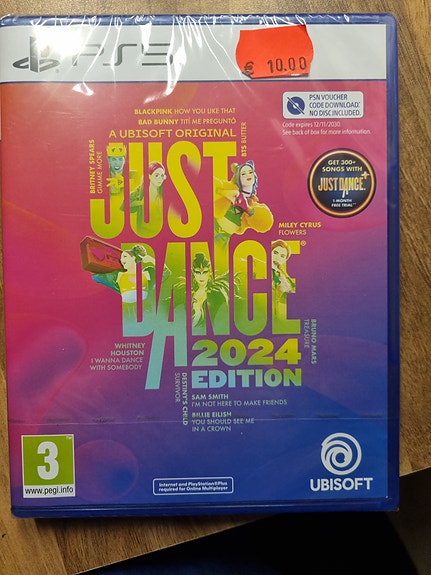 PS5
€ 10.00
PSN VOUCHER
CODE DOWNLOAD.*
NO DISC INCLUDED.
Code expires 12/11/2030.
See back of box for more information.
BLACKPINK HOW YOU LIKE THAT
BAD BUNNY TITÍ ME PREGUNTÓ
A UBISOFT ORIGINAL
BRITNEY SPEARS
GIMME MORE
BTS BUTTER
JUST
DANCE®
2024
EDITION
GET 300+
SONGS WITH
JUST DANCE+
1-MONTH
FREE TRIAL**
MILEY CYRUS
FLOWERS
BRUNO MARS
TREASURE
WHITNEY
HOUSTON
I WANNA DANCE
WITH SOMEBODY
DESTINY'S CHILD
SURVIVOR
SAM SMITH
I'M NOT HERE TO MAKE FRIENDS
BILLIE EILISH
YOU SHOULD SEE ME
IN A CROWN
3
www.pegi.info
Internet and PlayStation®Plus
required for Online Multiplayer
UBISOFT